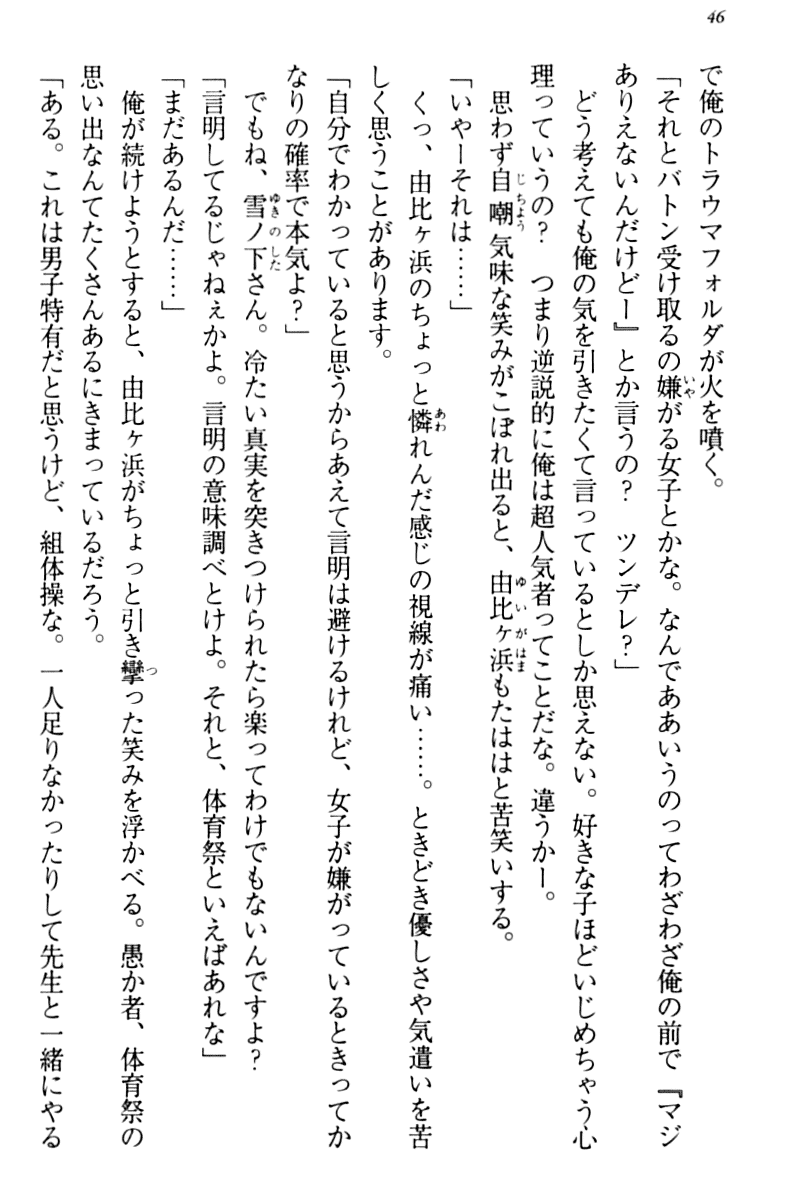 46
で俺のトラウマフォルダが火を噴く。
「それとバトン受け取るの嫌がる女子とかな。なんでああいうのってわざわざ俺の前で『マジ
ありえないんだけどー』とか言うの？　ツンデレ？」
どう考えても俺の気を引きたくて言っているとしか思えない。好きな子ほどいじめちゃう心
理っていうの？　つまり逆説的に俺は超人気者ってことだな。違うかー。
思わず自嘲気味な笑みがこぼれ出ると、由比ヶ浜もたははと苦笑いする。
「いやーそれは……」
くっ、由比ヶ浜のちょっと憐れんだ感じの視線が痛い……。ときどき優しさや気遣いを苦
しく思うことがあります。
「自分でわかっていると思うからあえて言明は避けるけれど、女子が嫌がっているときってか
なりの確率で本気よ？」
でもね、雪ノ下さん。冷たい真実を突きつけられたら楽ってわけでもないんですよ？
「言明してるじゃねぇかよ。言明の意味調べとけよ。それと、体育祭といえばあれな」
「まだあるんだ……」
俺が続けようとすると、由比ヶ浜がちょっと引き攣った笑みを浮かべる。愚か者、体育祭の
思い出なんてたくさんあるにきまっているだろう。
「ある。これは男子特有だと思うけど、組体操な。一人足りなかったりして先生と一緒にやる